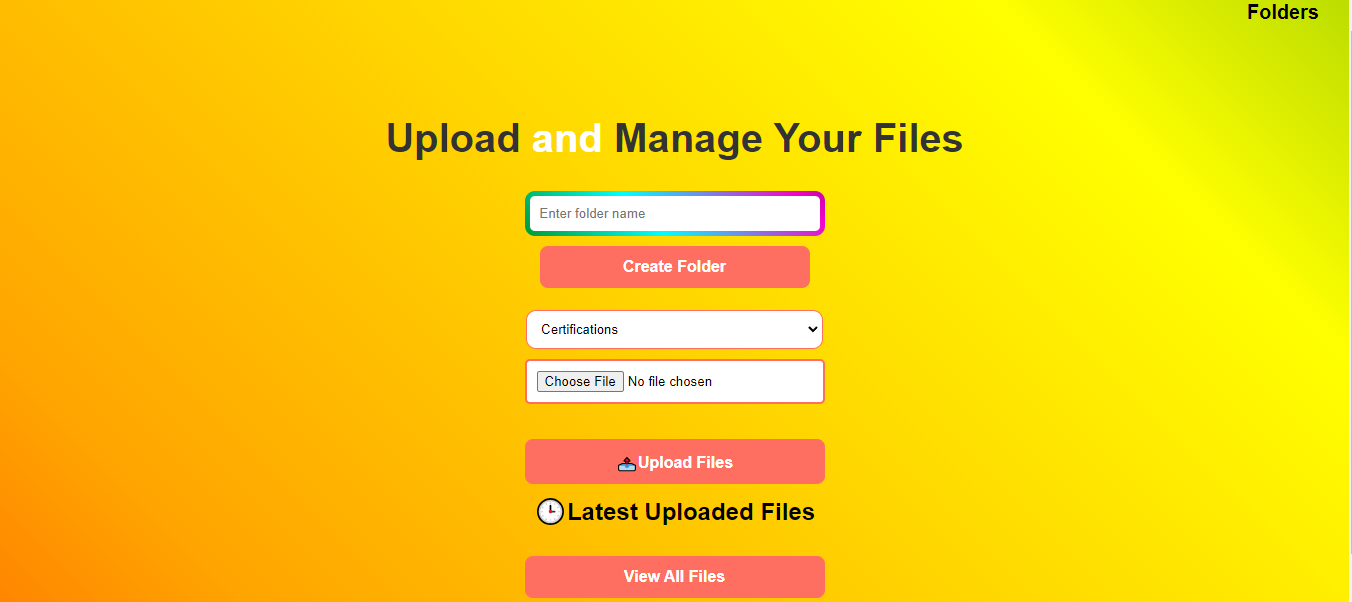 Folders
Upload and Manage Your Files
Enter folder name
Create Folder
Certifications
Choose File No file chosen
Upload Files
Latest Uploaded Files
View All Files